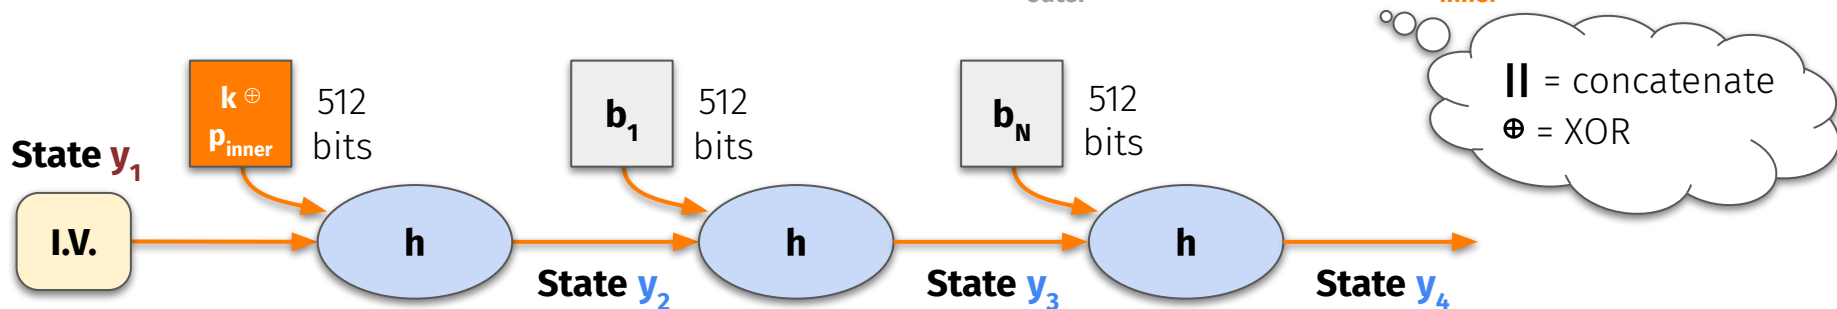 inner
k ⊕
p_inner
512
bits
b_1
512
bits
b_N
512
bits
|| = concatenate
⊕ = XOR
State y_1
I.V.
h
h
h
State y_2
State y_3
State y_4